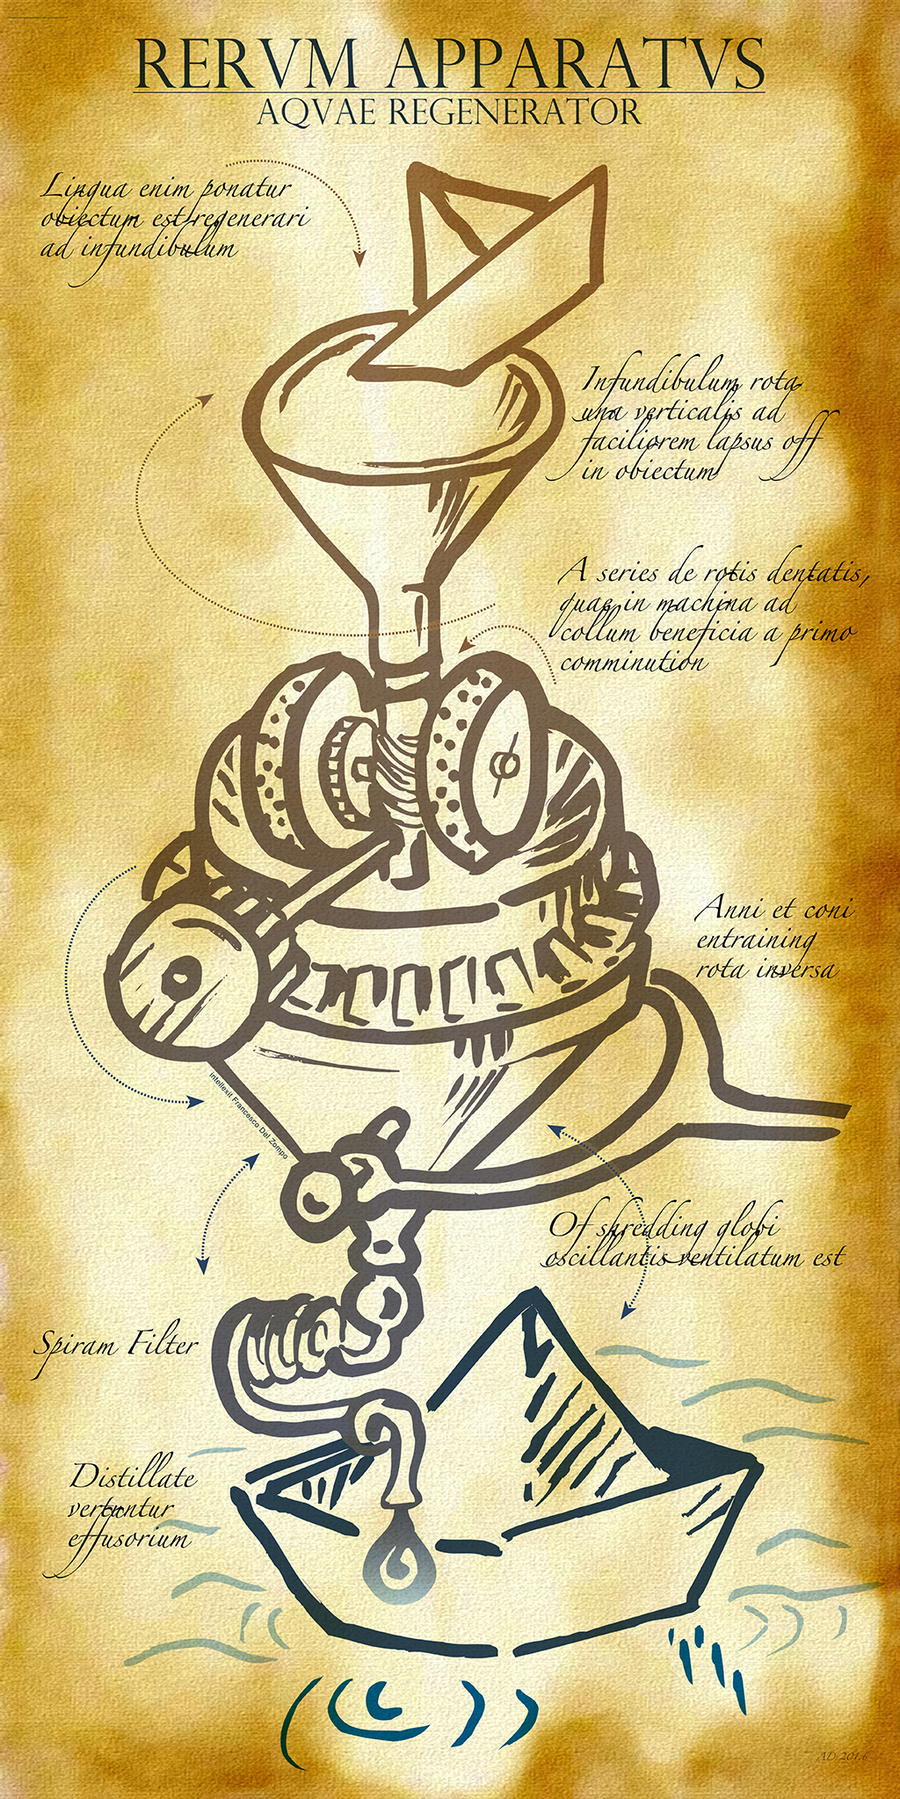 RERVM APPARATVS
AQVAE REGENERATOR
Lingua enim ponatur
obiectum est regenerari
ad infundibulum
Infundibulum rota
una verticalis ad
faciliorem lapsus off
in obiectum
A series de rotis dentatis,
quae in machina ad
collum beneficia a primo
comminution
Anni et coni
entraining
rota inversa
intellexit Francesco Del Zompo
Of shredding globi
oscillantis ventilatum est
Spiram Filter
Distillate
vertuntur
effusorium
AD 2016